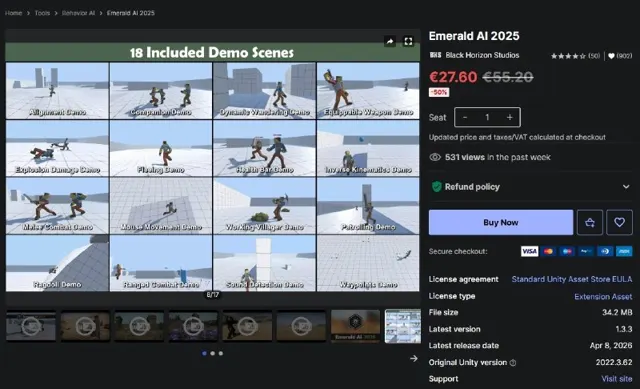 Home > Tools > Behavior AI > Emerald AI 2025
18 Included Demo Scenes
Alignment Demo
Companion Demo
Dynamic Wandering Demo
Equippable Weapon Demo
Explosion Damage Demo
Fleeing Demo
Health Bar Demo
Inverse Kinematics Demo
Melee Combat Demo
Mouse Movement Demo
Working Villager Demo
Patrolling Demo
Ragdoll Demo
Ranged Combat Demo
Sound Detection Demo
Waypoints Demo
8/17
Emerald AI 2025
BHS Black Horizon Studios
(50) | (902)
€27.60 €55.20
-50%
Seat - 1 +
Updated price and taxes/VAT calculated at checkout
531 views in the past week
Refund policy
Buy Now
Secure checkout: VISA
License agreement Standard Unity Asset Store EULA
License type Extension Asset
File size 34.2 MB
Latest version 1.3.3
Latest release date Apr 8, 2026
Original Unity version 2022.3.62
Support Visit site